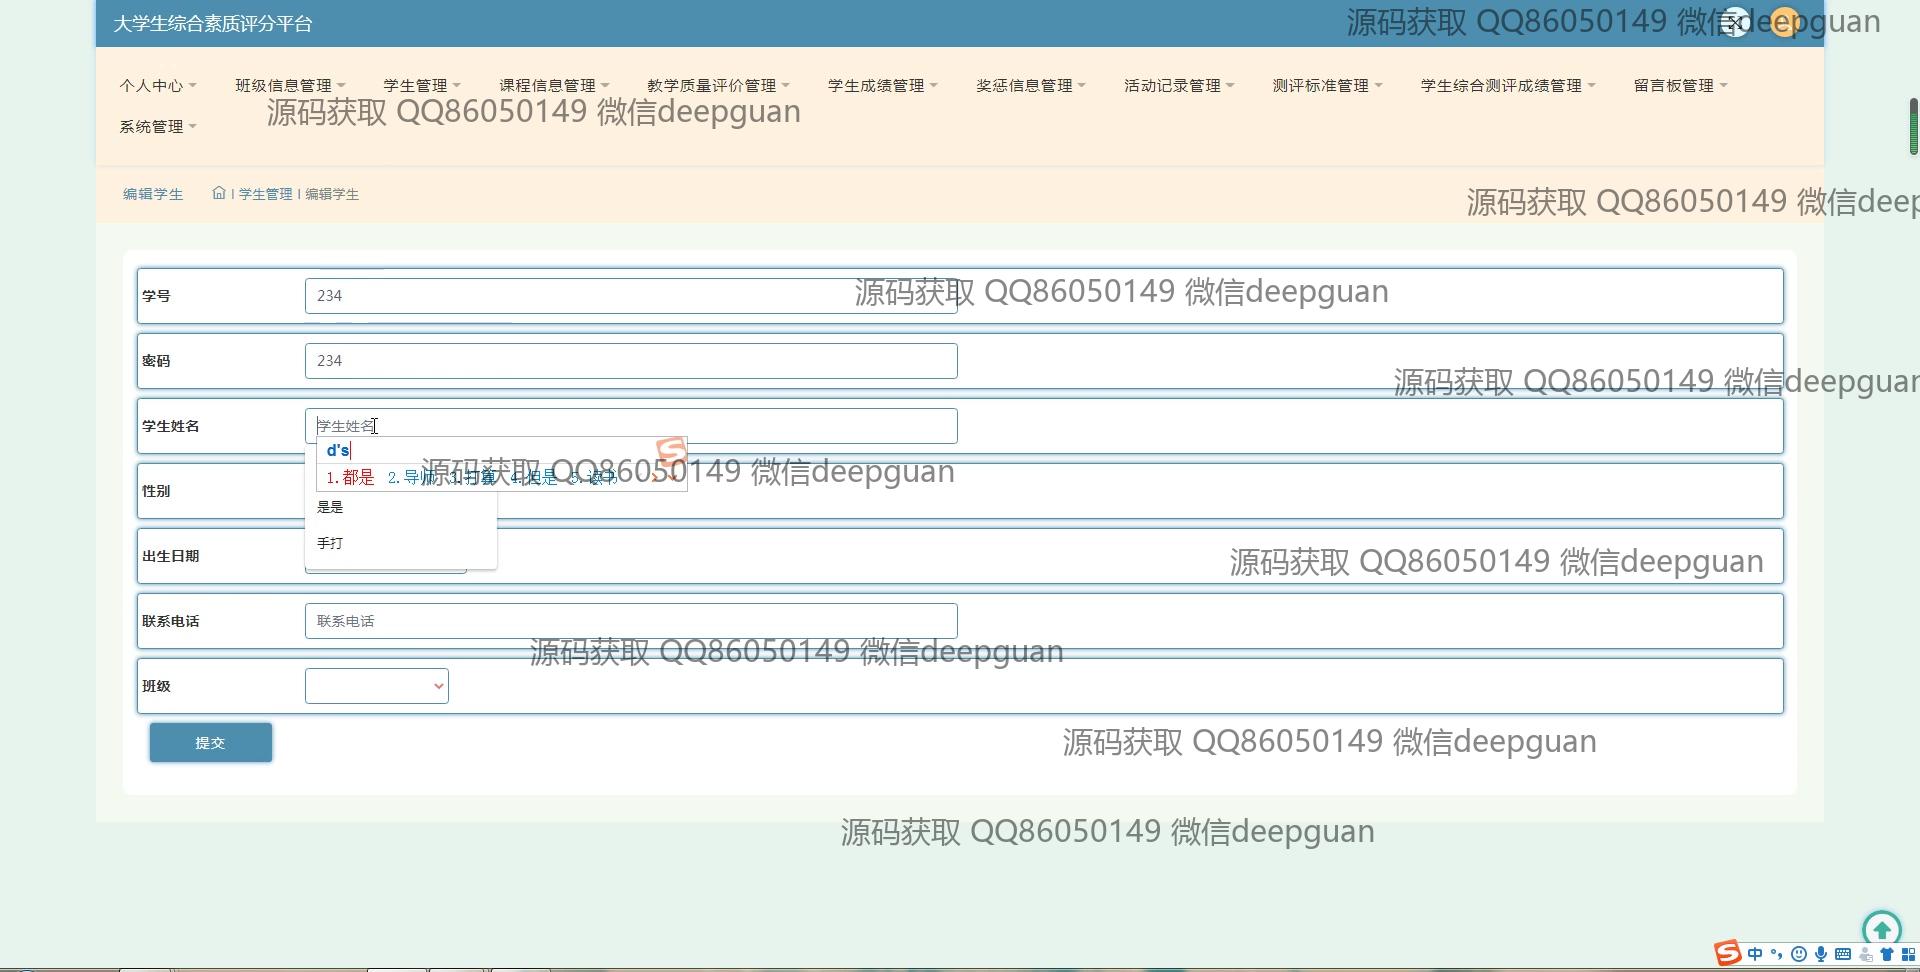 大学生综合素质评分平台
源码获取 QQ86050149 微信deepguan
个人中心 班级信息管理 学生管理 课程信息管理 教学质量评价管理 学生成绩管理 奖惩信息管理 活动记录管理 测评标准管理 学生综合测评成绩管理 留言板管理
源码获取 QQ86050149 微信deepguan
系统管理
编辑学生 学生管理 编辑学生
源码获取 QQ86050149 微信deep
学号 234
源码获取 QQ86050149 微信deepguan
密码 234
源码获取 QQ86050149 微信deepguan
学生姓名 学生姓名
d's
1.都是 2.导师 3.打算 4.但是 5.读书
源码获取 QQ86050149 微信deepguan
性别
是是
手打
出生日期
源码获取 QQ86050149 微信deepguan
联系电话 联系电话
源码获取 QQ86050149 微信deepguan
班级
提交
源码获取 QQ86050149 微信deepguan
源码获取 QQ86050149 微信deepguan
中